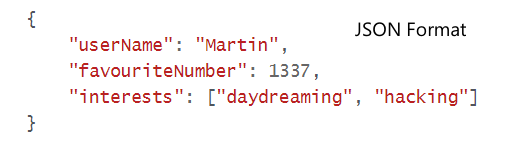 {
JSON Format
"userName": "Martin",
"favouriteNumber": 1337,
"interests": ["daydreaming", "hacking"]
}